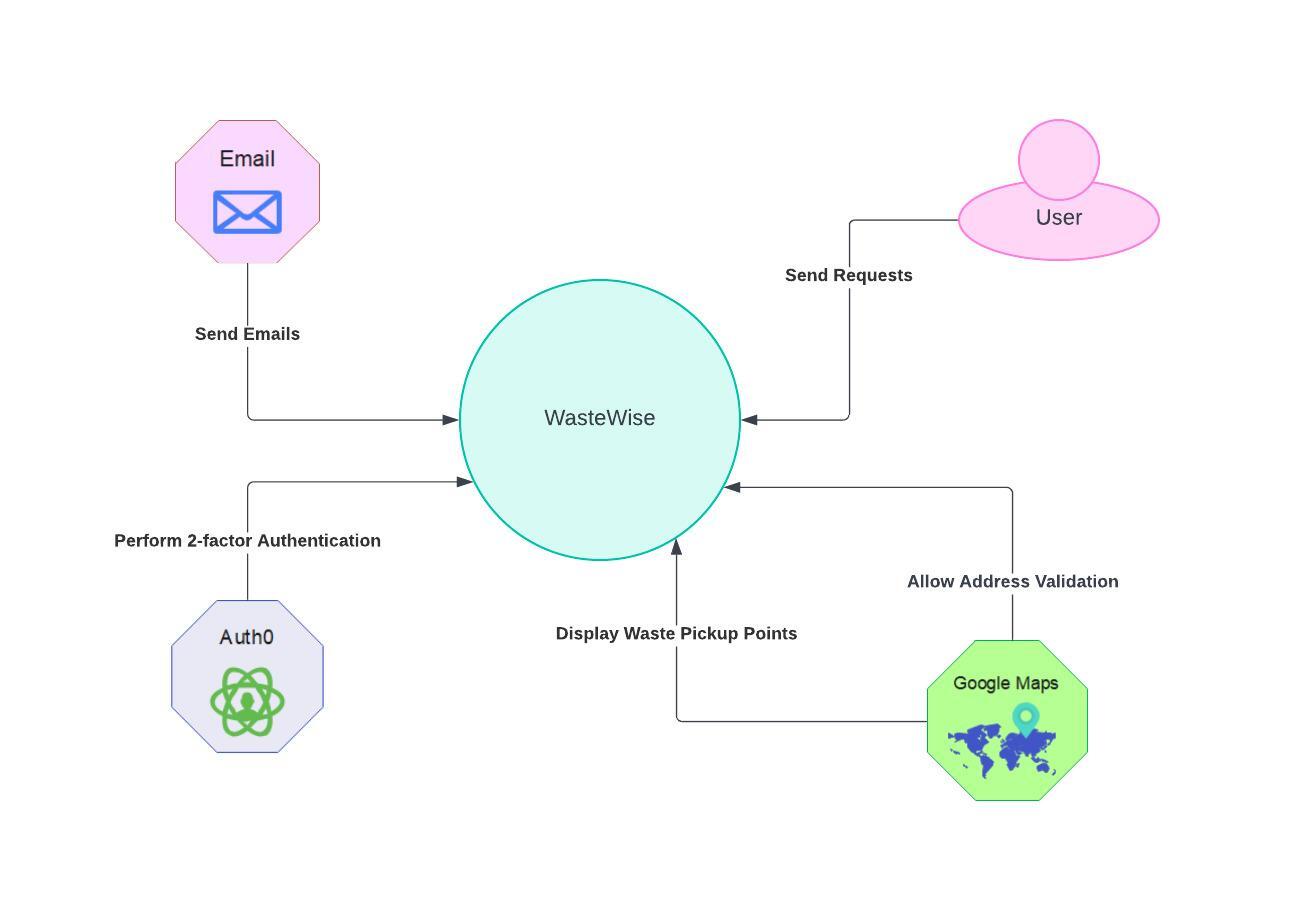 Email
User
Send Requests
Send Emails
WasteWise
Perform 2-factor Authentication
Allow Address Validation
Display Waste Pickup Points
Auth0
Google Maps